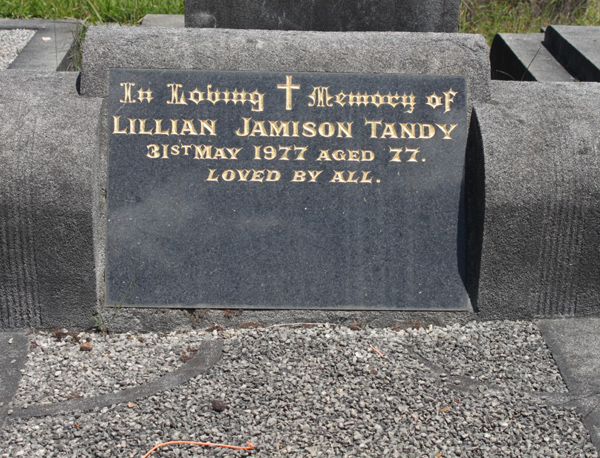 In Loving Memory of
LILLIAN JAMISON TANDY
31ST MAY 1977 AGED 77.
LOVED BY ALL.